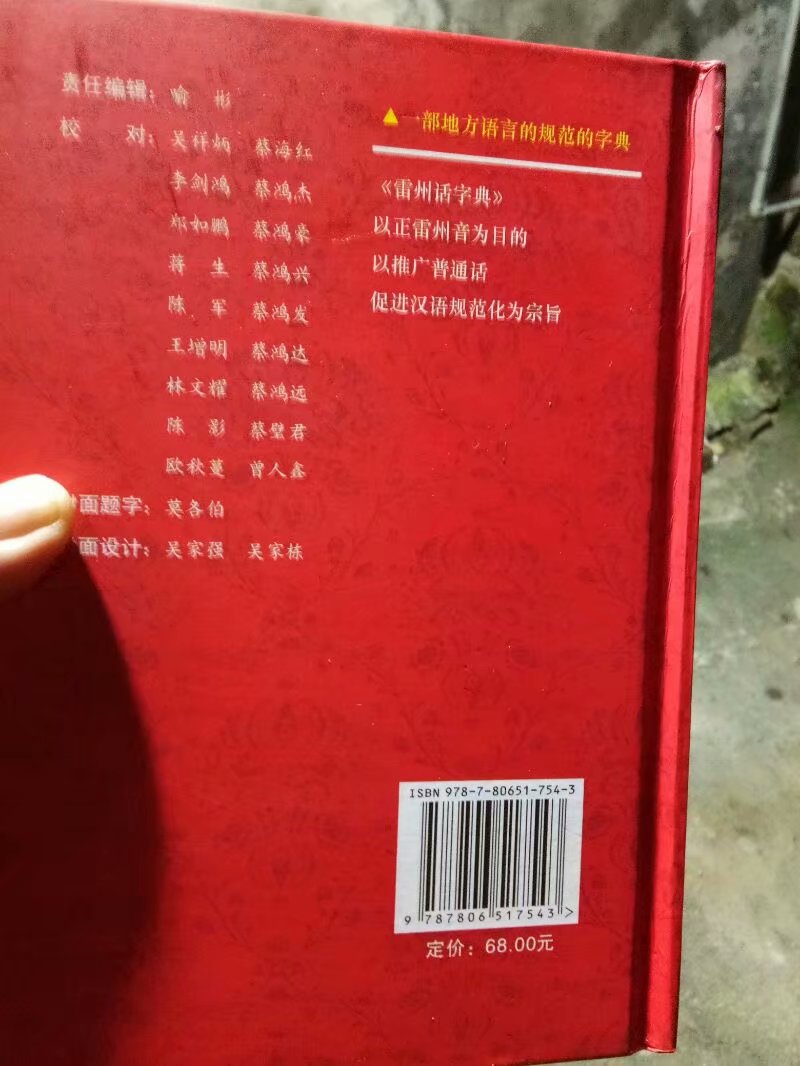 责任编辑：喻 彬
校 对：吴祥炳 蔡海红
李剑鸿 蔡鸿杰
郑如鹏 蔡鸿豪
蒋 生 蔡鸿兴
陈 军 蔡鸿发
王增明 蔡鸿达
林文耀 蔡鸿远
陈 影 蔡壁君
欧秋蔓 曾人鑫
面题字：莫各伯
面设计：吴家强 吴家栋
▲一部地方语言的规范的字典
《雷州话字典》
以正雷州音为目的
以推广普通话
促进汉语规范化为宗旨
ISBN 978-7-80651-754-3
9 787806 517543 >
定价：68.00元